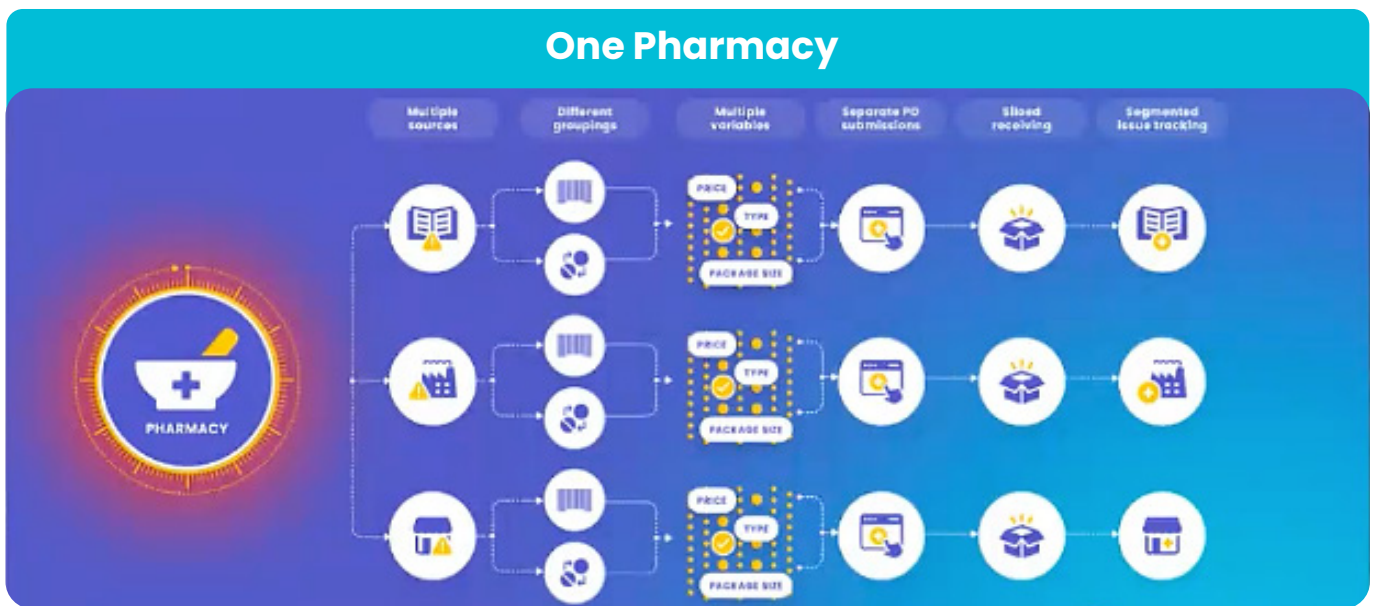 One Pharmacy
Multiple
sources
Different
groupings
Multiple
variables
Separate PO
submissions
Siloed
receiving
Segmented
issue tracking
PRICE
TYPE
PACKAGE SIZE
PHARMACY
PRICE
TYPE
PACKAGE SIZE
PRICE
TYPE
PACKAGE SIZE